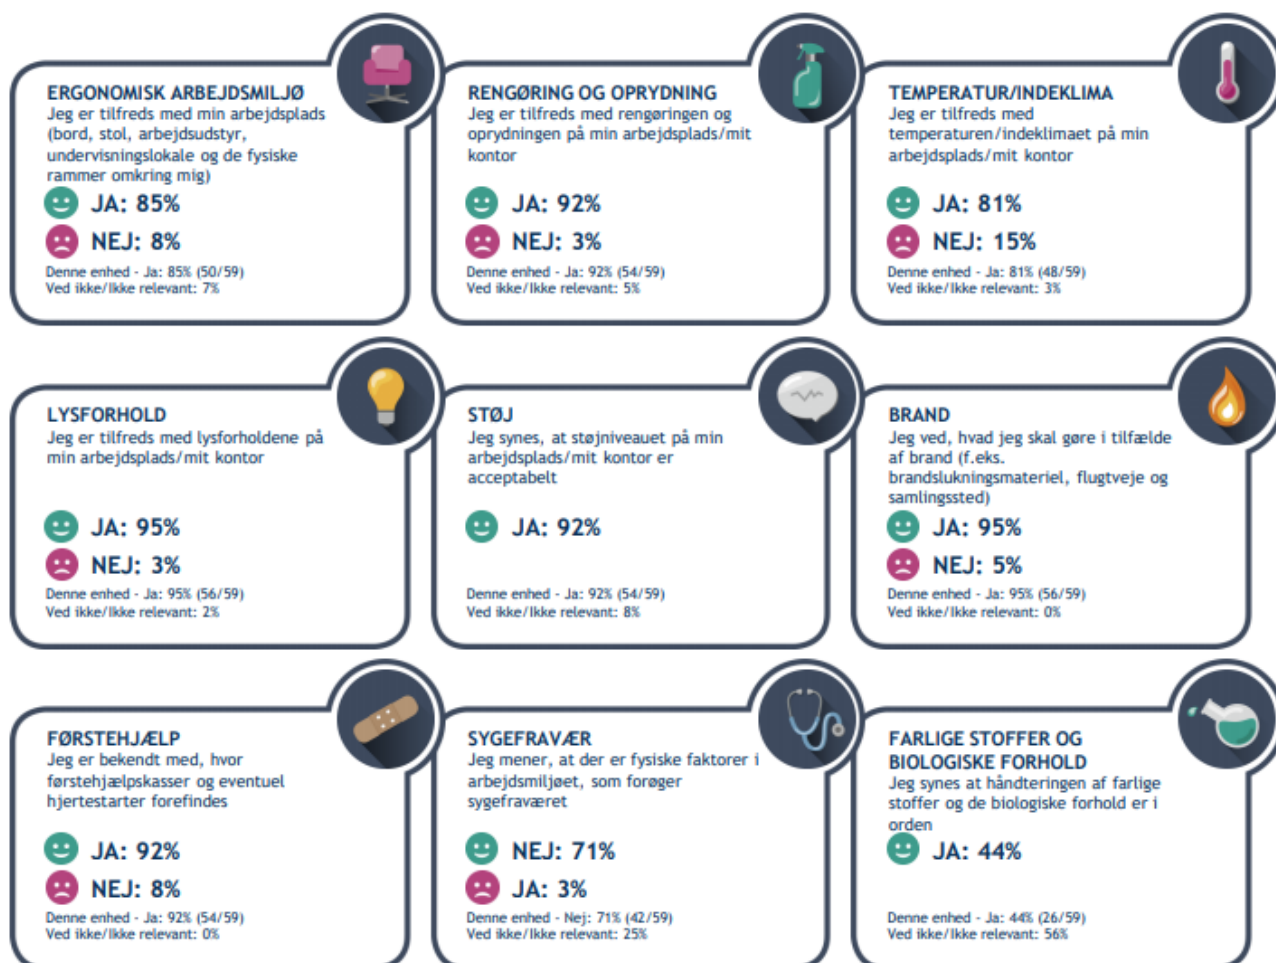 ERGONOMISK ARBEJDSMILJØ
Jeg er tilfreds med min arbejdsplads
(bord, stol, arbejdsudstyr,
undervisningslokale og de fysiske
rammer omkring mig)
JA: 85%
NEJ: 8%
Denne enhed - Ja: 85% (50/59)
Ved ikke/Ikke relevant: 7%
RENGØRING OG OPRYDNING
Jeg er tilfreds med rengøringen og
oprydningen på min arbejdsplads/mit
kontor
JA: 92%
NEJ: 3%
Denne enhed - Ja: 92% (54/59)
Ved ikke/Ikke relevant: 5%
TEMPERATUR/INDEKLIMA
Jeg er tilfreds med
temperaturen/indeklimaet på min
arbejdsplads/mit kontor
JA: 81%
NEJ: 15%
Denne enhed - Ja: 81% (48/59)
Ved ikke/Ikke relevant: 3%
LYSFORHOLD
Jeg er tilfreds med lysforholdene på
min arbejdsplads/mit kontor
JA: 95%
NEJ: 3%
Denne enhed - Ja: 95% (56/59)
Ved ikke/Ikke relevant: 2%
STØJ
Jeg synes, at støjniveauet på min
arbejdsplads/mit kontor er
acceptabelt
JA: 92%
Denne enhed - Ja: 92% (54/59)
Ved ikke/Ikke relevant: 8%
BRAND
Jeg ved, hvad jeg skal gøre i tilfælde
af brand (f.eks.
brandslukningsmateriel, flugtveje og
samlingssted)
JA: 95%
NEJ: 5%
Denne enhed - Ja: 95% (56/59)
Ved ikke/Ikke relevant: 0%
FØRSTEHJÆLP
Jeg er bekendt med, hvor
førstehjælpskasser og eventuel
hjertestarter forefindes
JA: 92%
NEJ: 8%
Denne enhed - Ja: 92% (54/59)
Ved ikke/Ikke relevant: 0%
SYGEFRAVÆR
Jeg mener, at der er fysiske faktorer i
arbejdsmiljøet, som forøger
sygefraværet
NEJ: 71%
JA: 3%
Denne enhed - Nej: 71% (42/59)
Ved ikke/Ikke relevant: 25%
FARLIGE STOFFER OG
BIOLOGISKE FORHOLD
Jeg synes at håndteringen af farlige
stoffer og de biologiske forhold er i
orden
JA: 44%
Denne enhed - Ja: 44% (26/59)
Ved ikke/Ikke relevant: 56%